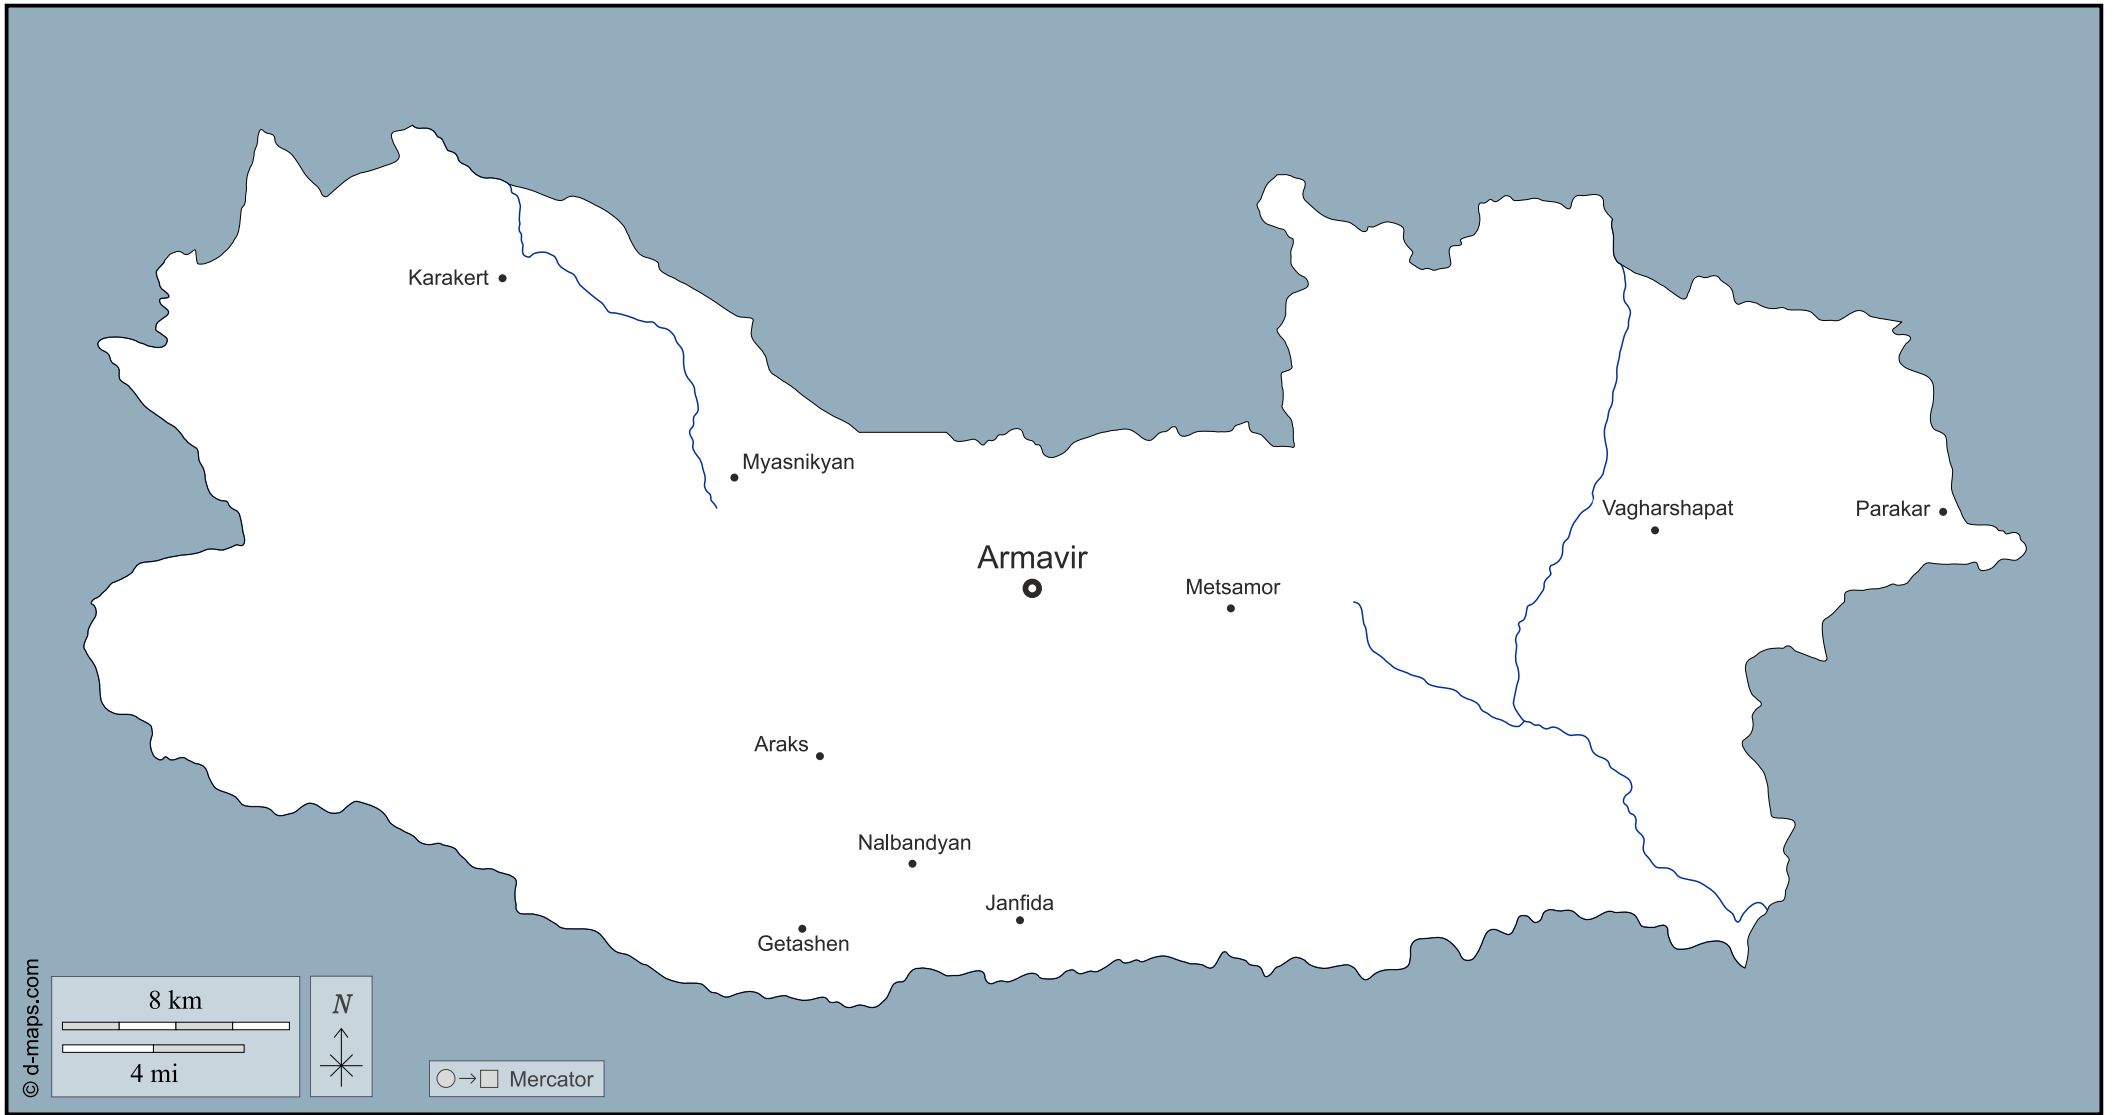 Karakert
Myasnikyan
Vagharshapat
Parakar
Armavir
Metsamor
Araks
Nalbandyan
Janfida
Getashen
© d-maps.com
8 km
4 mi
N
Mercator